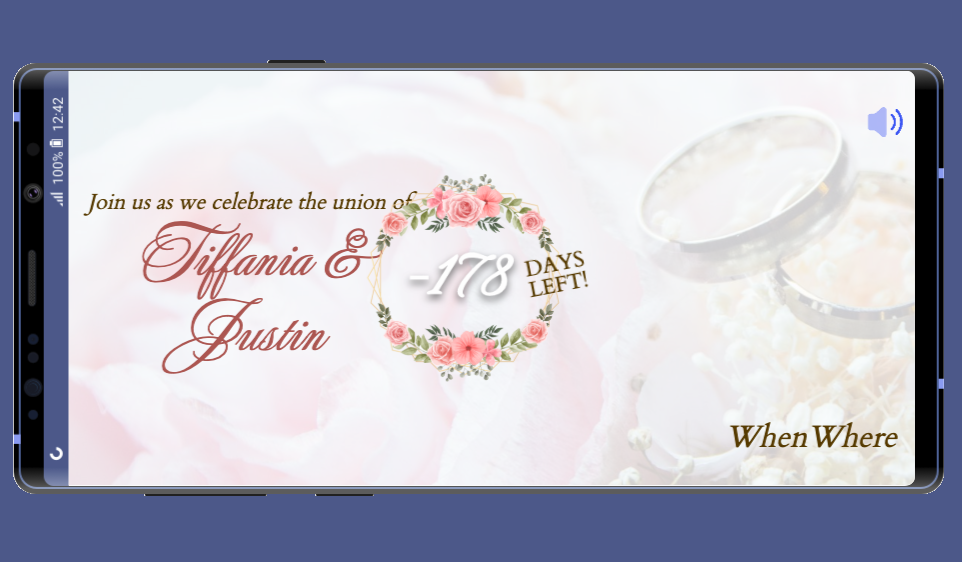 100% 12:42
Join us as we celebrate the union of
Tiffania &
Justin
-178
DAYS
LEFT!
When Where